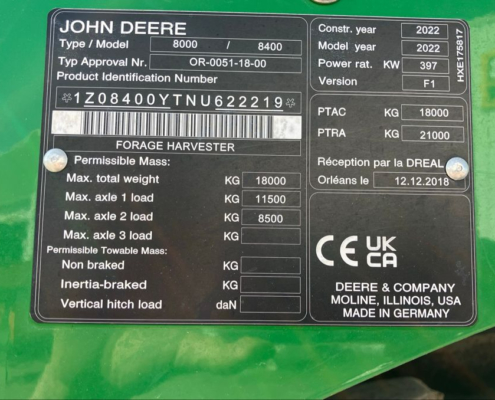 JOHN DEERE
Type / Model 8000 / 8400
Typ Approval Nr. OR-0051-18-00
Product Identification Number
*1Z08400YTNU622219*
FORAGE HARVESTER
Permissible Mass:
Max. total weight KG 18000
Max. axle 1 load KG 11500
Max. axle 2 load KG 8500
Max. axle 3 load KG
Permissible Towable Mass:
Non braked KG
Inertia-braked KG
Vertical hitch load daN
Constr. year 2022
Model year 2022
Power rat. KW 397
Version F1
HXE175817
PTAC KG 18000
PTRA KG 21000
Réception par la DREAL
Orléans le 12.12.2018
CE UK
CA
DEERE & COMPANY
MOLINE, ILLINOIS, USA
MADE IN GERMANY